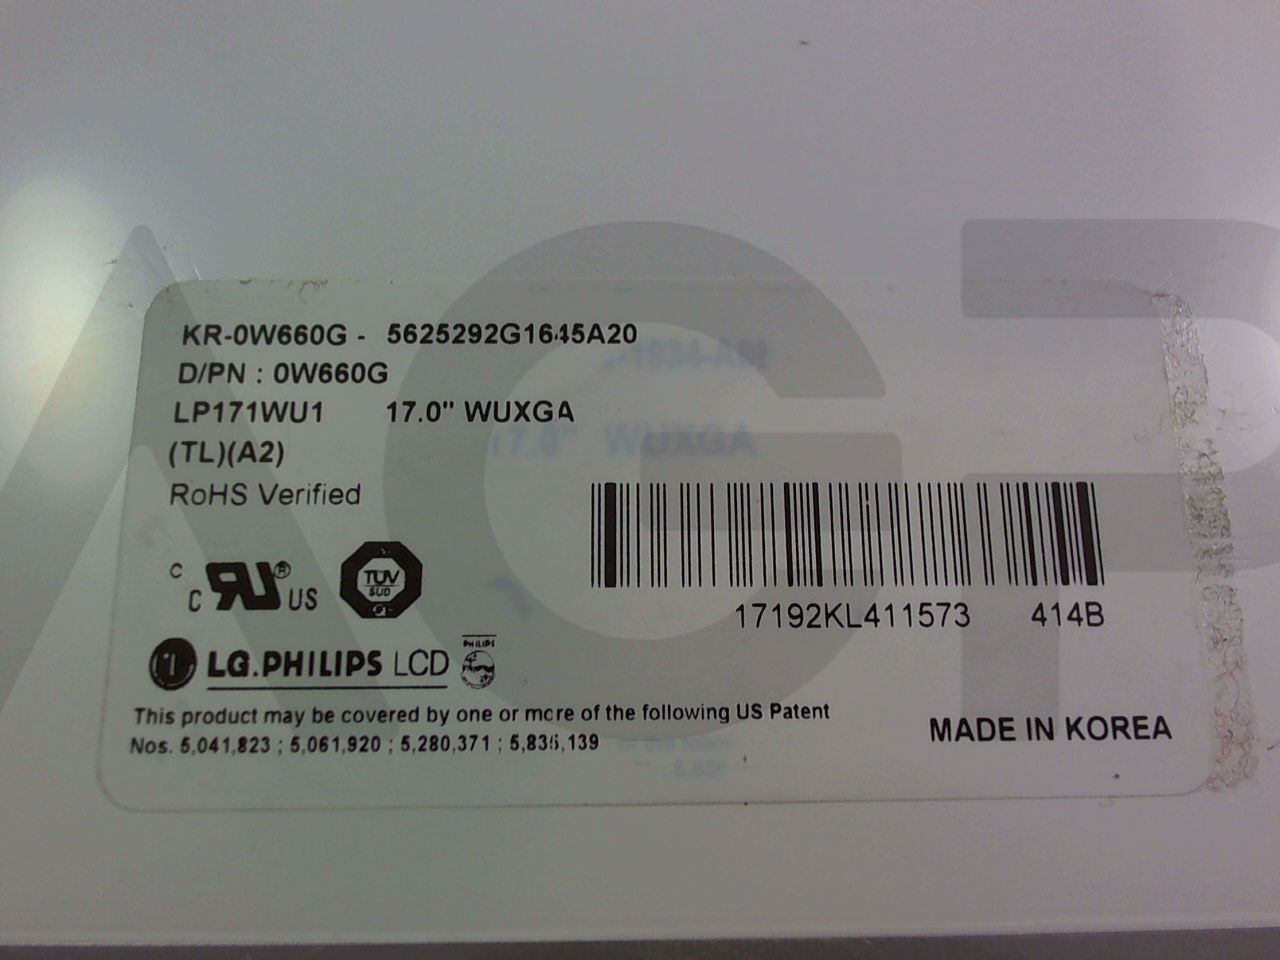 KR-0W660G - 5625292G1645A20
D/PN : 0W660G
LP171WU1 17.0" WUXGA
(TL)(A2)
RoHS Verified
C
C RU ® US
TUV
SUD
17192KL411573 414B
LG.PHILIPS LCD
PHILIPS
This product may be covered by one or more of the following US Patent
Nos. 5,041,823 ; 5,061,920 ; 5,280,371 ; 5,835,139
MADE IN KOREA
AGP